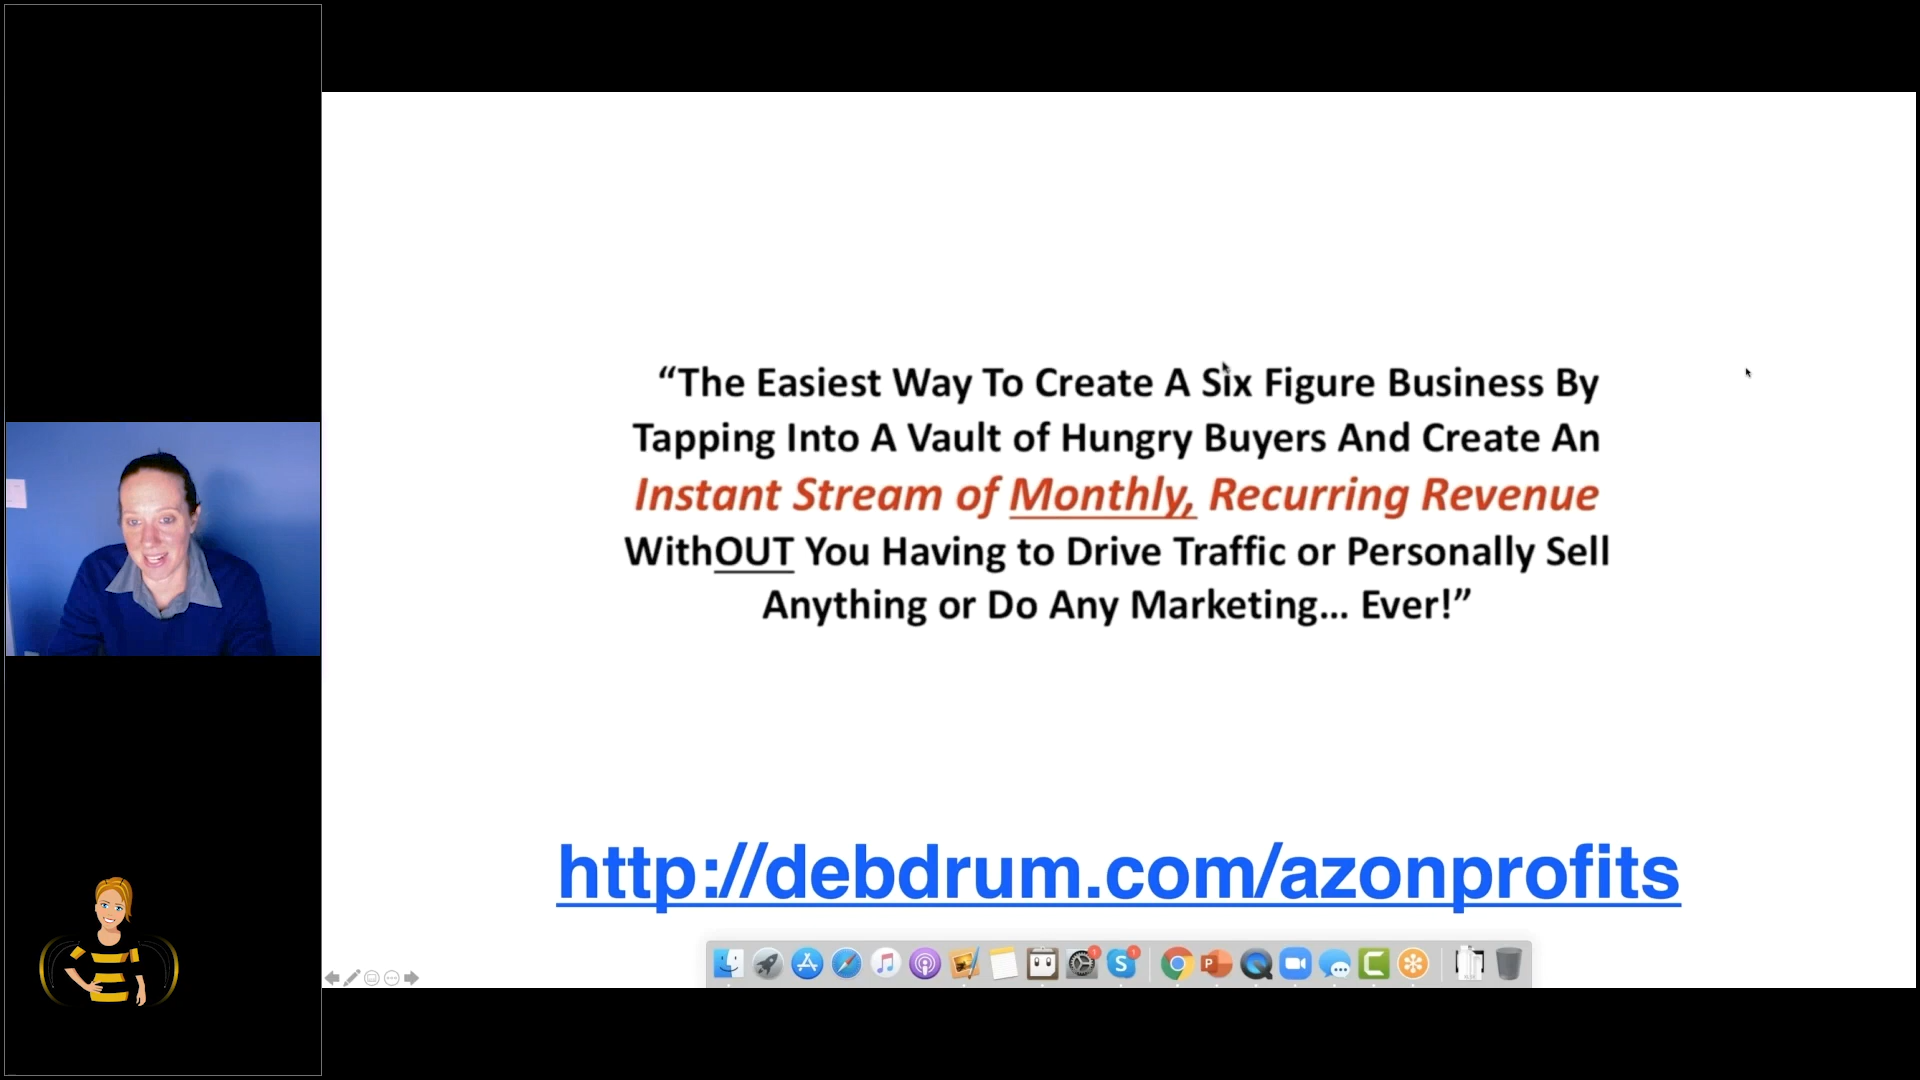 “The Easiest Way To Create A Six Figure Business By
Tapping Into A Vault of Hungry Buyers And Create An
Instant Stream of Monthly, Recurring Revenue
WithOUT You Having to Drive Traffic or Personally Sell
Anything or Do Any Marketing... Ever!”
http://debdrum.com/azonprofits